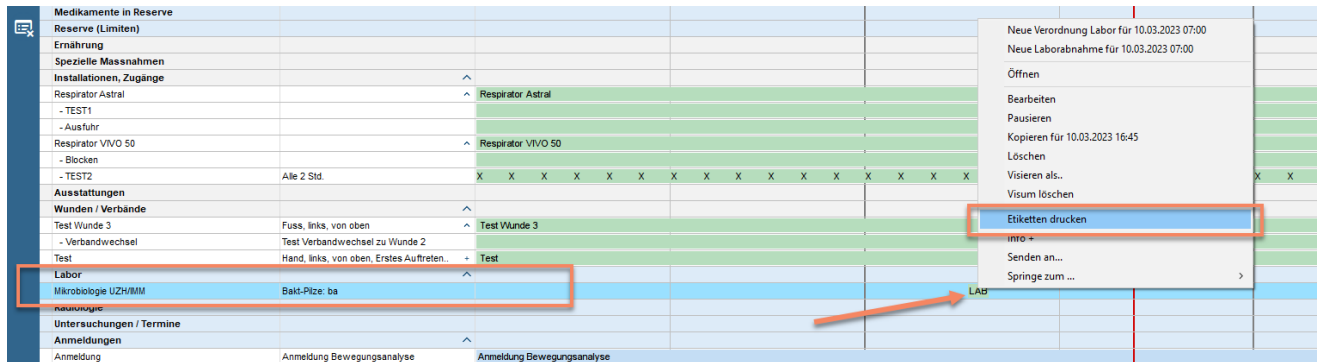 Medikamente in Reserve
Reserve (Limiten)
Ernährung
Spezielle Massnahmen
Installationen, Zugänge
Respirator Astral Respirator Astral
- TEST1
- Ausfuhr
Respirator VIVO 50 Respirator VIVO 50
- Blocken
- TEST2 Alle 2 Std. X X X X X X X X X X X X X X X X X X
Ausstattungen
Wunden / Verbände
Test Wunde 3 Fuss, links, von oben Test Wunde 3
- Verbandwechsel Test Verbandwechsel zu Wunde 2
Test Hand, links, von oben, Erstes Auftreten.. + Test
Labor
Mikrobiologie UZH/IMM Bakt-Pilze: ba LAB
Radiologie
Untersuchungen / Termine
Anmeldungen
Anmeldung Anmeldung Bewegungsanalyse Anmeldung Bewegungsanalyse
Neue Verordnung Labor für 10.03.2023 07:00
Neue Laborabnahme für 10.03.2023 07:00
Öffnen
Bearbeiten
Pausieren
Kopieren für 10.03.2023 16:45
Löschen
Visieren als..
Visum löschen
Etiketten drucken
Info +
Senden an...
Springe zum ... >